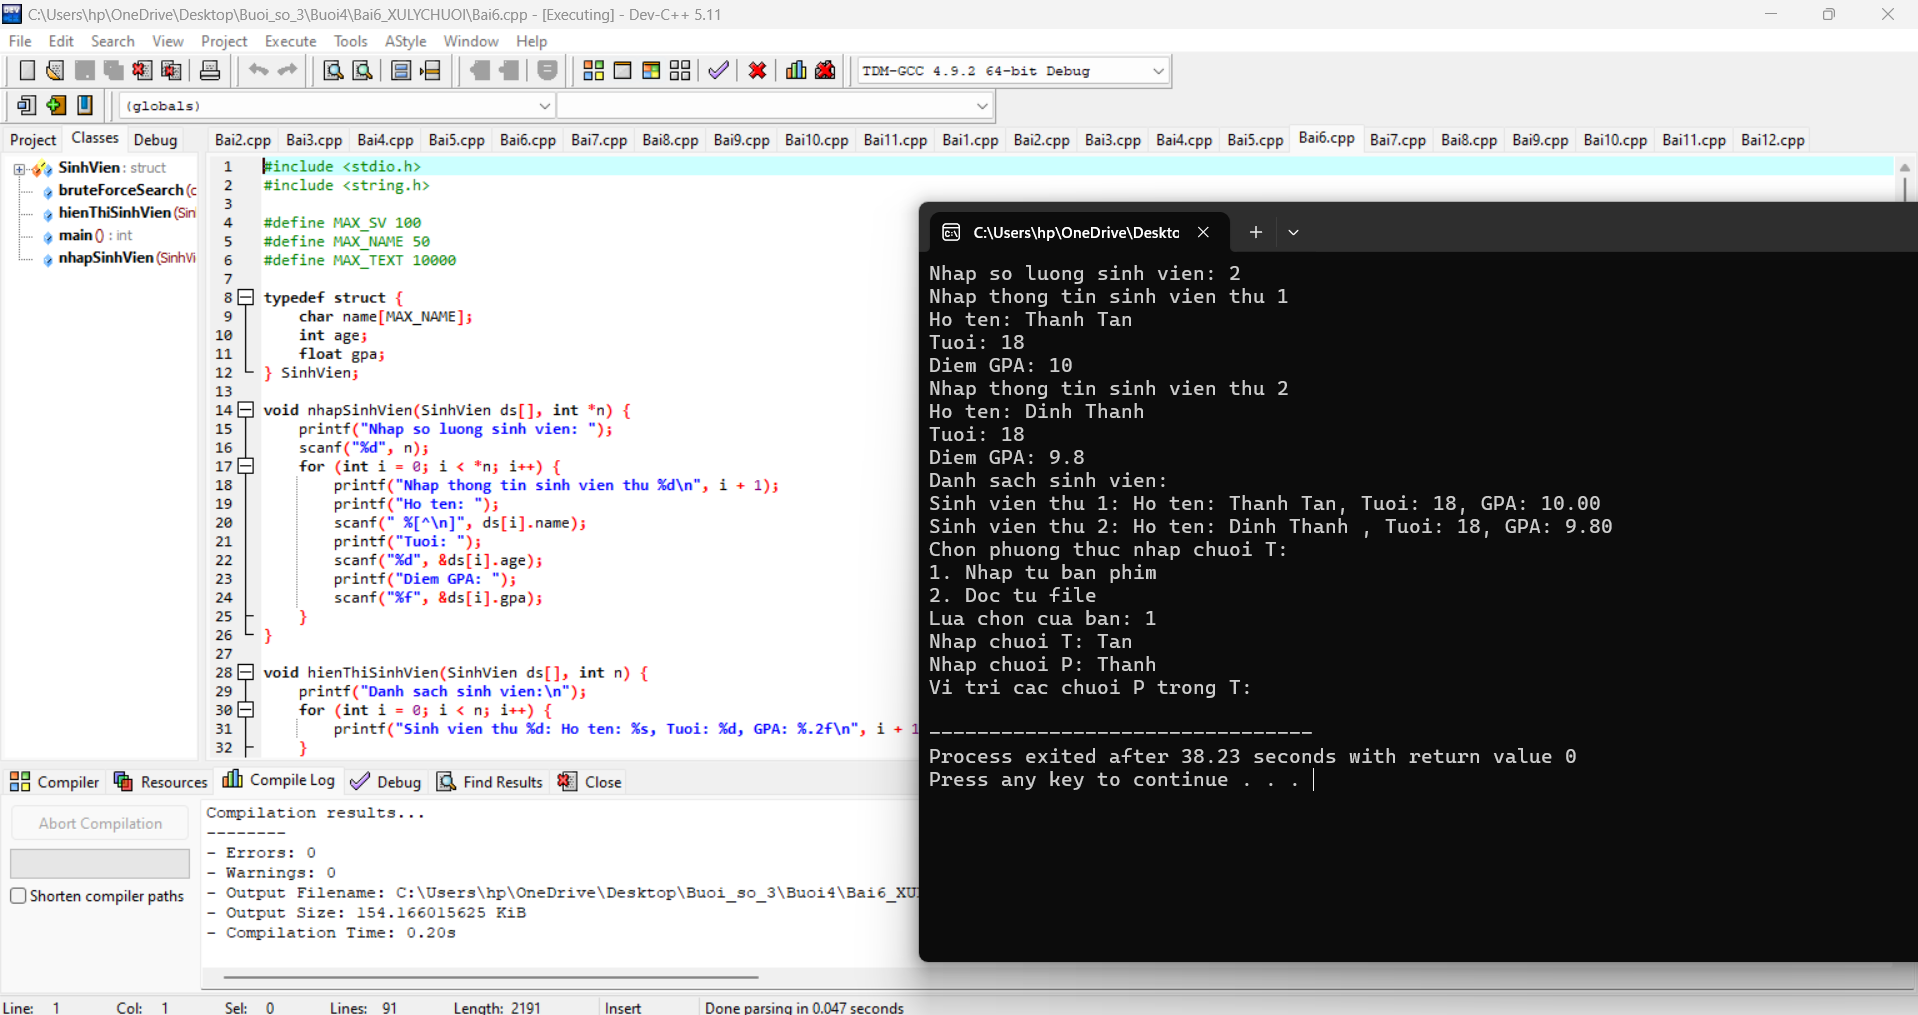 C:\Users\hp\OneDrive\Desktop\Buoi_so_3\Buoi4\Bai6_XULYCHUOI\Bai6.cpp - [Executing] - Dev-C++ 5.11
File Edit Search View Project Execute Tools AStyle Window Help
TDM-GCC 4.9.2 64-bit Debug
(globals)
Project Classes Debug
Bai2.cpp Bai3.cpp Bai4.cpp Bai5.cpp Bai6.cpp Bai7.cpp Bai8.cpp Bai9.cpp Bai10.cpp Bai11.cpp Bai1.cpp Bai2.cpp Bai3.cpp Bai4.cpp Bai5.cpp Bai6.cpp Bai7.cpp Bai8.cpp Bai9.cpp Bai10.cpp Bai11.cpp Bai12.cpp
SinhVien : struct
bruteForceSearch (c
hienThiSinhVien (Sin
main () : int
nhapSinhVien (SinhVi
1 #include <stdio.h>
2 #include <string.h>
3
4 #define MAX_SV 100
5 #define MAX_NAME 50
6 #define MAX_TEXT 10000
7
8 typedef struct {
9 char name[MAX_NAME];
10 int age;
11 float gpa;
12 } SinhVien;
13
14 void nhapSinhVien(SinhVien ds[], int *n) {
15 printf("Nhap so luong sinh vien: ");
16 scanf("%d", n);
17 for (int i = 0; i < *n; i++) {
18 printf("Nhap thong tin sinh vien thu %d\n", i + 1);
19 printf("Ho ten: ");
20 scanf(" %[^\n]", ds[i].name);
21 printf("Tuoi: ");
22 scanf("%d", &ds[i].age);
23 printf("Diem GPA: ");
24 scanf("%f", &ds[i].gpa);
25 }
26 }
27
28 void hienThiSinhVien(SinhVien ds[], int n) {
29 printf("Danh sach sinh vien:\n");
30 for (int i = 0; i < n; i++) {
31 printf("Sinh vien thu %d: Ho ten: %s, Tuoi: %d, GPA: %.2f\n", i + 1
32 }
C:\Users\hp\OneDrive\Deskto
Nhap so luong sinh vien: 2
Nhap thong tin sinh vien thu 1
Ho ten: Thanh Tan
Tuoi: 18
Diem GPA: 10
Nhap thong tin sinh vien thu 2
Ho ten: Dinh Thanh
Tuoi: 18
Diem GPA: 9.8
Danh sach sinh vien:
Sinh vien thu 1: Ho ten: Thanh Tan, Tuoi: 18, GPA: 10.00
Sinh vien thu 2: Ho ten: Dinh Thanh , Tuoi: 18, GPA: 9.80
Chon phuong thuc nhap chuoi T:
1. Nhap tu ban phim
2. Doc tu file
Lua chon cua ban: 1
Nhap chuoi T: Tan
Nhap chuoi P: Thanh
Vi tri cac chuoi P trong T:
--------------------------------
Process exited after 38.23 seconds with return value 0
Press any key to continue . . .
Compiler Resources Compile Log Debug Find Results Close
Abort Compilation
Shorten compiler paths
Compilation results...
--------
- Errors: 0
- Warnings: 0
- Output Filename: C:\Users\hp\OneDrive\Desktop\Buoi_so_3\Buoi4\Bai6_XU
- Output Size: 154.166015625 KiB
- Compilation Time: 0.20s
Line: 1 Col: 1 Sel: 0 Lines: 91 Length: 2191 Insert Done parsing in 0.047 seconds